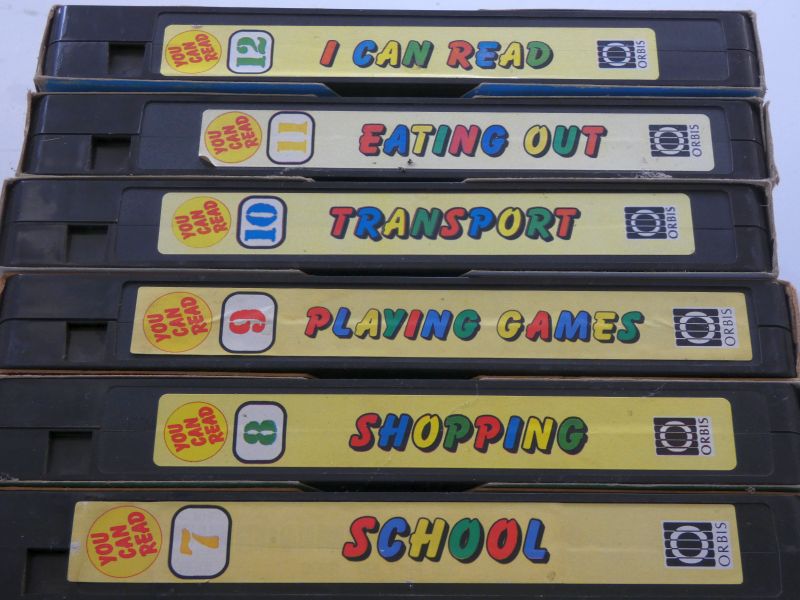 YOU CAN READ 12 I CAN READ ORBIS
YOU CAN READ 11 EATING OUT ORBIS
YOU CAN READ 10 TRANSPORT ORBIS
YOU CAN READ 9 PLAYING GAMES ORBIS
YOU CAN READ 8 SHOPPING ORBIS
YOU CAN READ 7 SCHOOL ORBIS